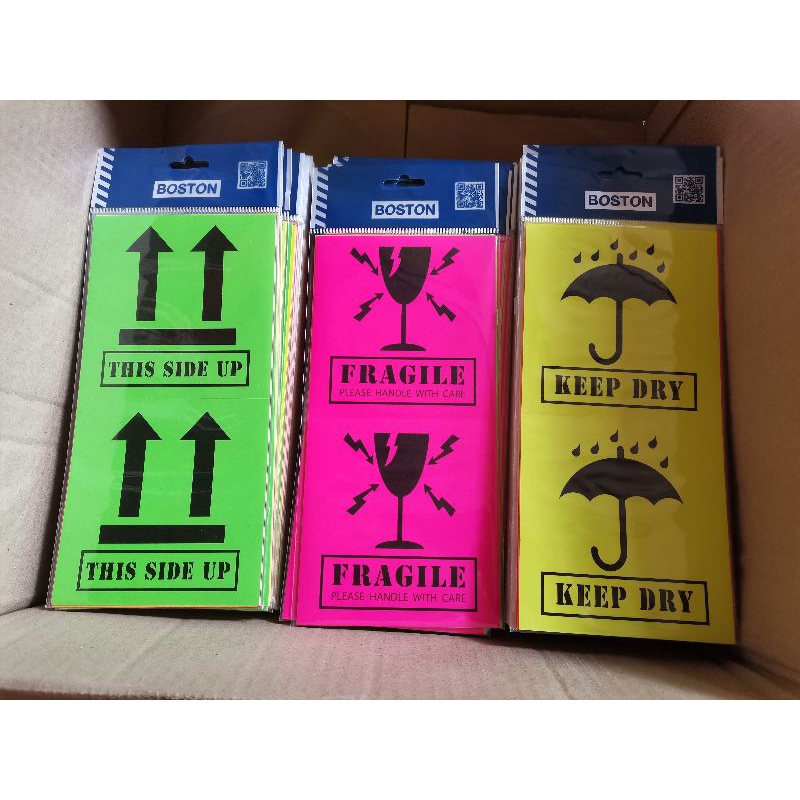 BOSTON
THIS SIDE UP
THIS SIDE UP
BOSTON
FRAGILE
PLEASE HANDLE WITH CARE
FRAGILE
PLEASE HANDLE WITH CARE
BOSTON
KEEP DRY
KEEP DRY